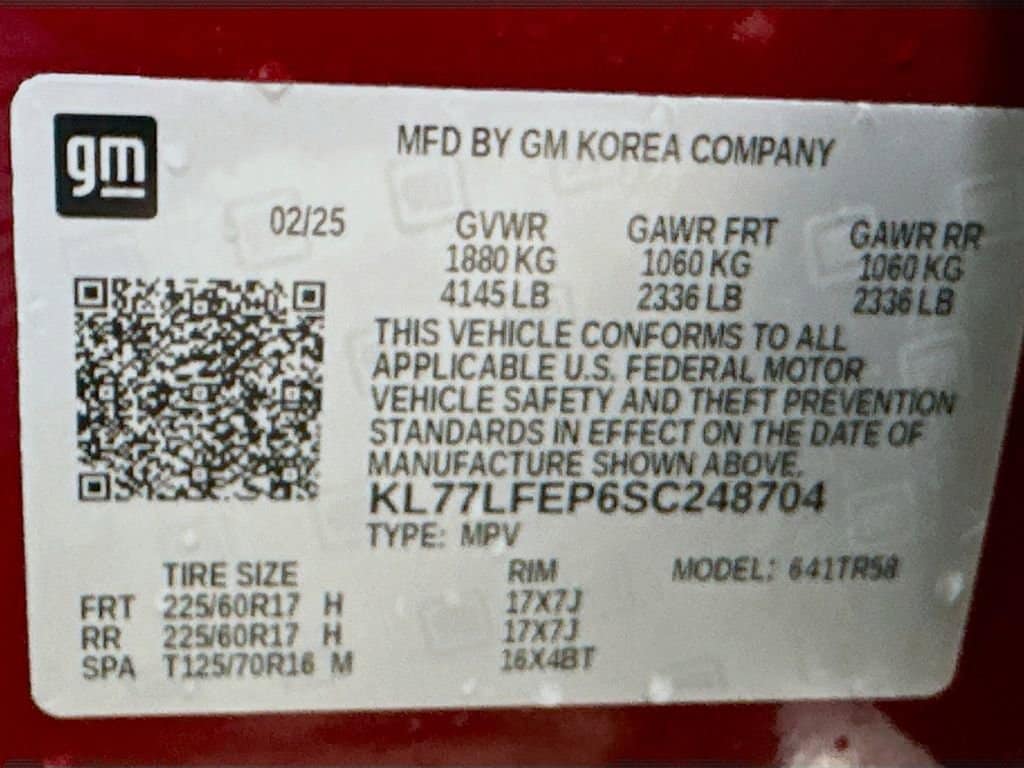 gm
MFD BY GM KOREA COMPANY
02/25 GVWR GAWR FRT GAWR RR
1880 KG 1060 KG 1060 KG
4145 LB 2336 LB 2336 LB
THIS VEHICLE CONFORMS TO ALL
APPLICABLE U.S. FEDERAL MOTOR
VEHICLE SAFETY AND THEFT PREVENTION
STANDARDS IN EFFECT ON THE DATE OF
MANUFACTURE SHOWN ABOVE.
KL77LFEP6SC248704
TYPE: MPV
TIRE SIZE RIM MODEL: 641TR58
FRT 225/60R17 H 17X7J
RR 225/60R17 H 17X7J
SPA T125/70R16 M 16X4BT